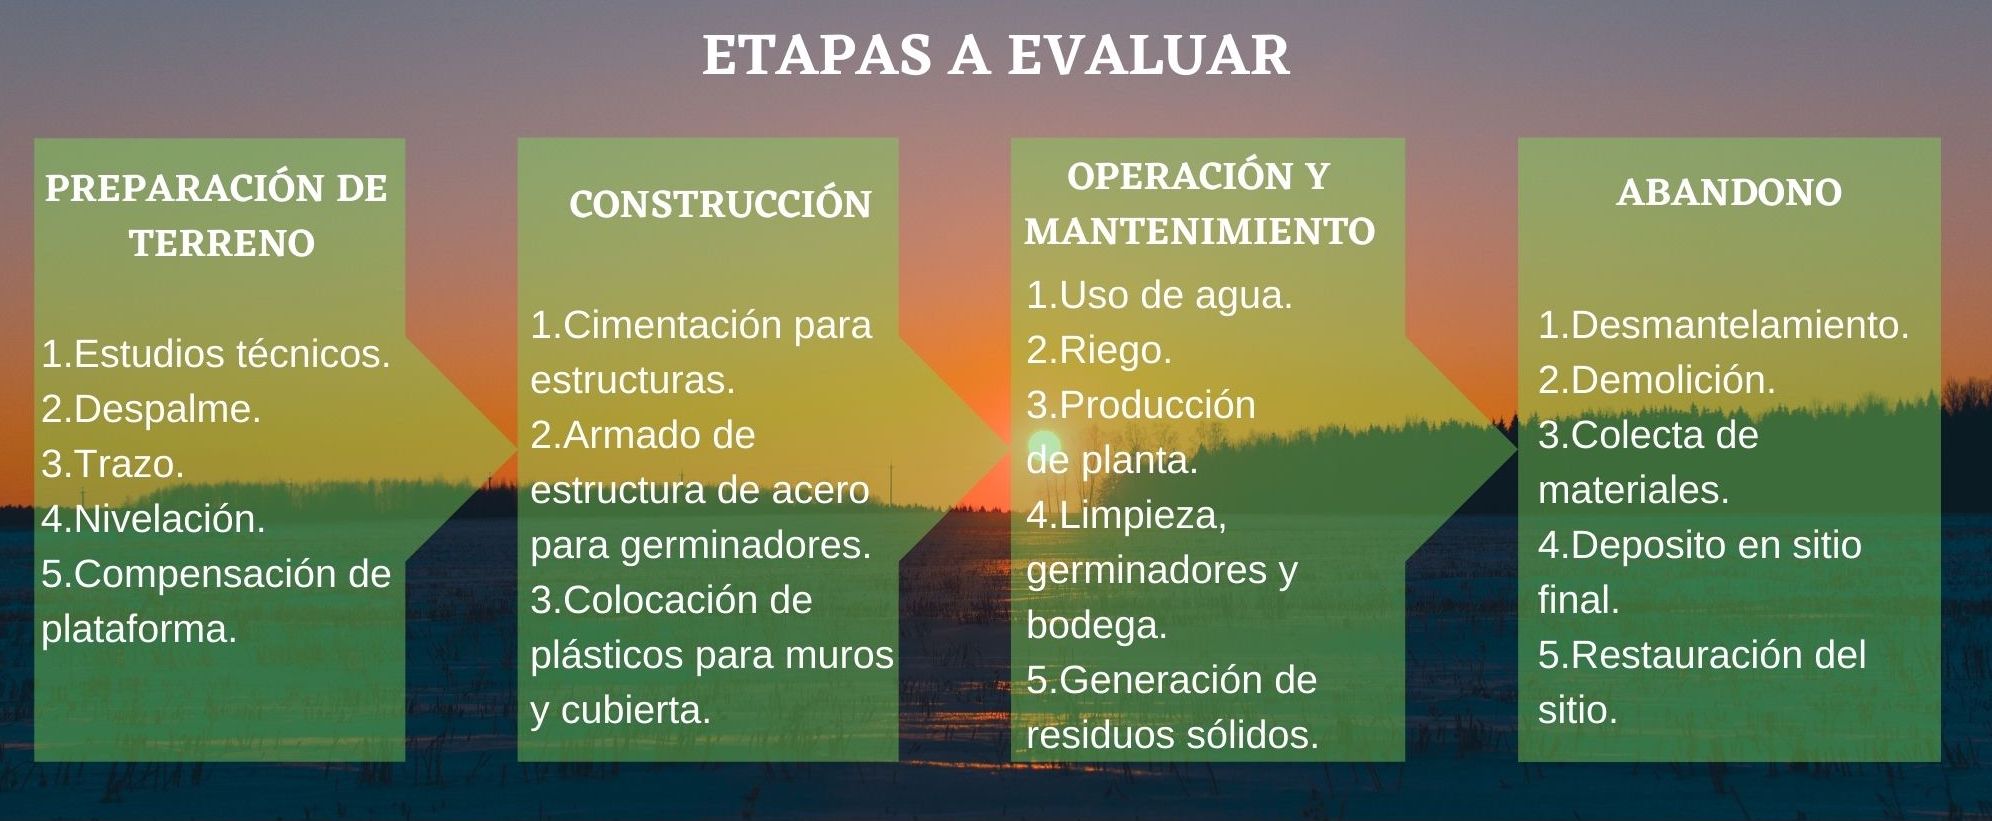 ETAPAS A EVALUAR
PREPARACIÓN DE
TERRENO
1.Estudios técnicos.
2.Despalme.
3.Trazo.
4.Nivelación.
5.Compensación de
plataforma.
CONSTRUCCIÓN
1.Cimentación para
estructuras.
2.Armado de
estructura de acero
para germinadores.
3.Colocación de
plásticos para muros
y cubierta.
OPERACIÓN Y
MANTENIMIENTO
1.Uso de agua.
2.Riego.
3.Producción
de planta.
4.Limpieza,
germinadores y
bodega.
5.Generación de
residuos sólidos.
ABANDONO
1.Desmantelamiento.
2.Demolición.
3.Colecta de
materiales.
4.Deposito en sitio
final.
5.Restauración del
sitio.